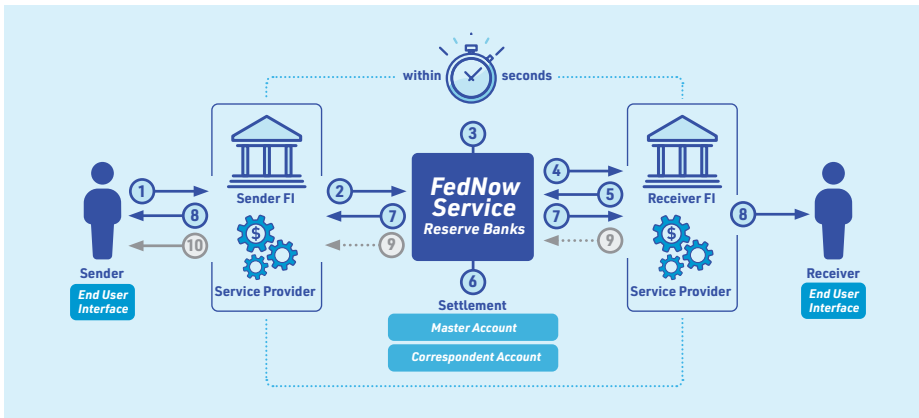 within
seconds
3
1
8
10
Sender
End User
Interface
$
Sender FI
Service Provider
2
7
9
FedNow
Service
Reserve Banks
6
Settlement
Master Account
Correspondent Account
4
5
7
9
Receiver FI
$
Service Provider
8
Receiver
End User
Interface